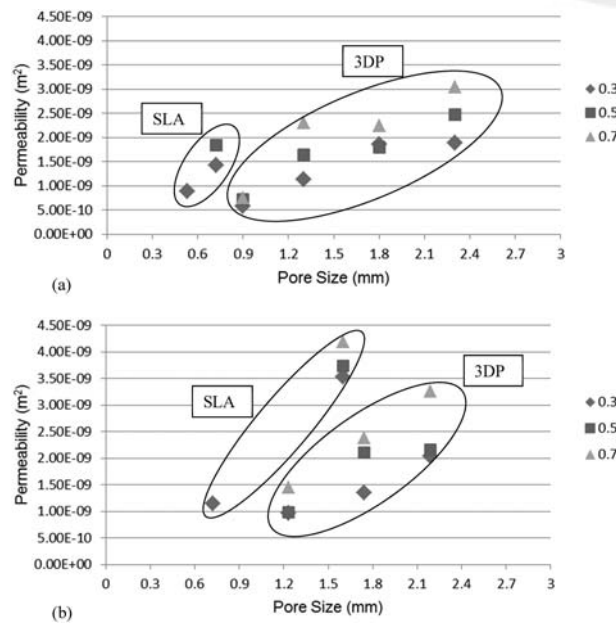 4.50E-09
4.00E-09
3.50E-09
3.00E-09
2.50E-09
2.00E-09
1.50E-09
1.00E-09
5.00E-10
0.00E+00
Permeability (m²)
SLA
3DP
0.3
0.5
0.7
0 0.3 0.6 0.9 1.2 1.5 1.8 2.1 2.4 2.7 3
Pore Size (mm)
(a)
4.50E-09
4.00E-09
3.50E-09
3.00E-09
2.50E-09
2.00E-09
1.50E-09
1.00E-09
5.00E-10
0.00E+00
Permeability (m²)
SLA
3DP
0.3
0.5
0.7
0 0.3 0.6 0.9 1.2 1.5 1.8 2.1 2.4 2.7 3
Pore Size (mm)
(b)